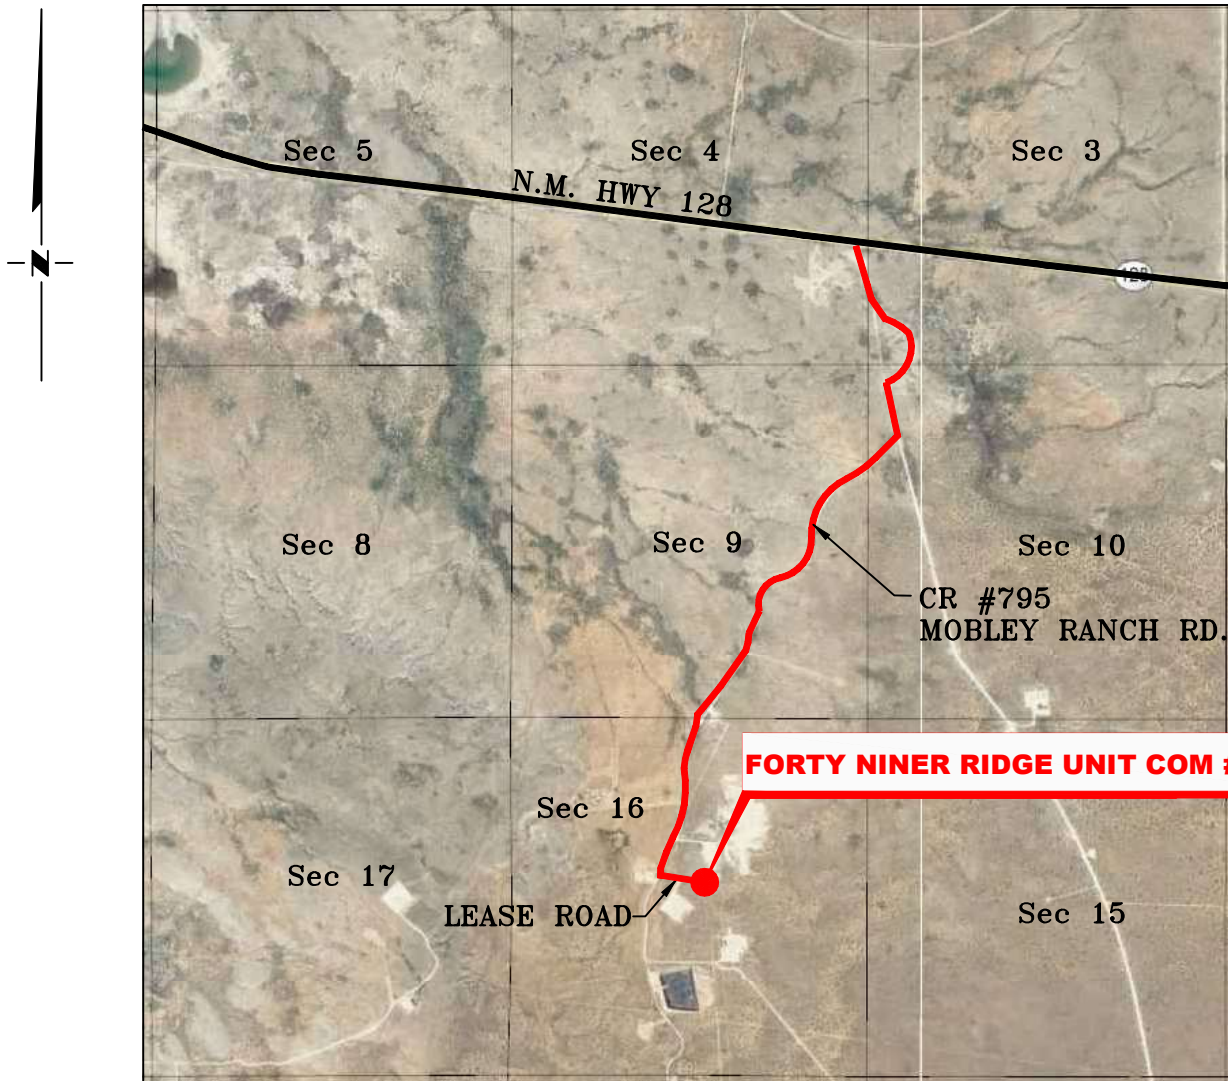 Sec 5
Sec 4
Sec 3
N.M. HWY 128
128
N
Sec 8
Sec 9
Sec 10
CR #795
MOBLEY RANCH RD.
FORTY NINER RIDGE UNIT COM
Sec 16
Sec 17
LEASE ROAD
Sec 15